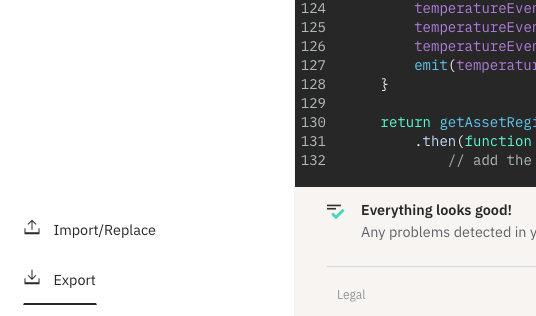 124 temperatureEven
125 temperatureEven
126 temperatureEven
127 emit(temperatur
128 }
129
130 return getAssetRegi
131 .then(function
132 // add the
Everything looks good!
Any problems detected in y
Legal
Import/Replace
Export